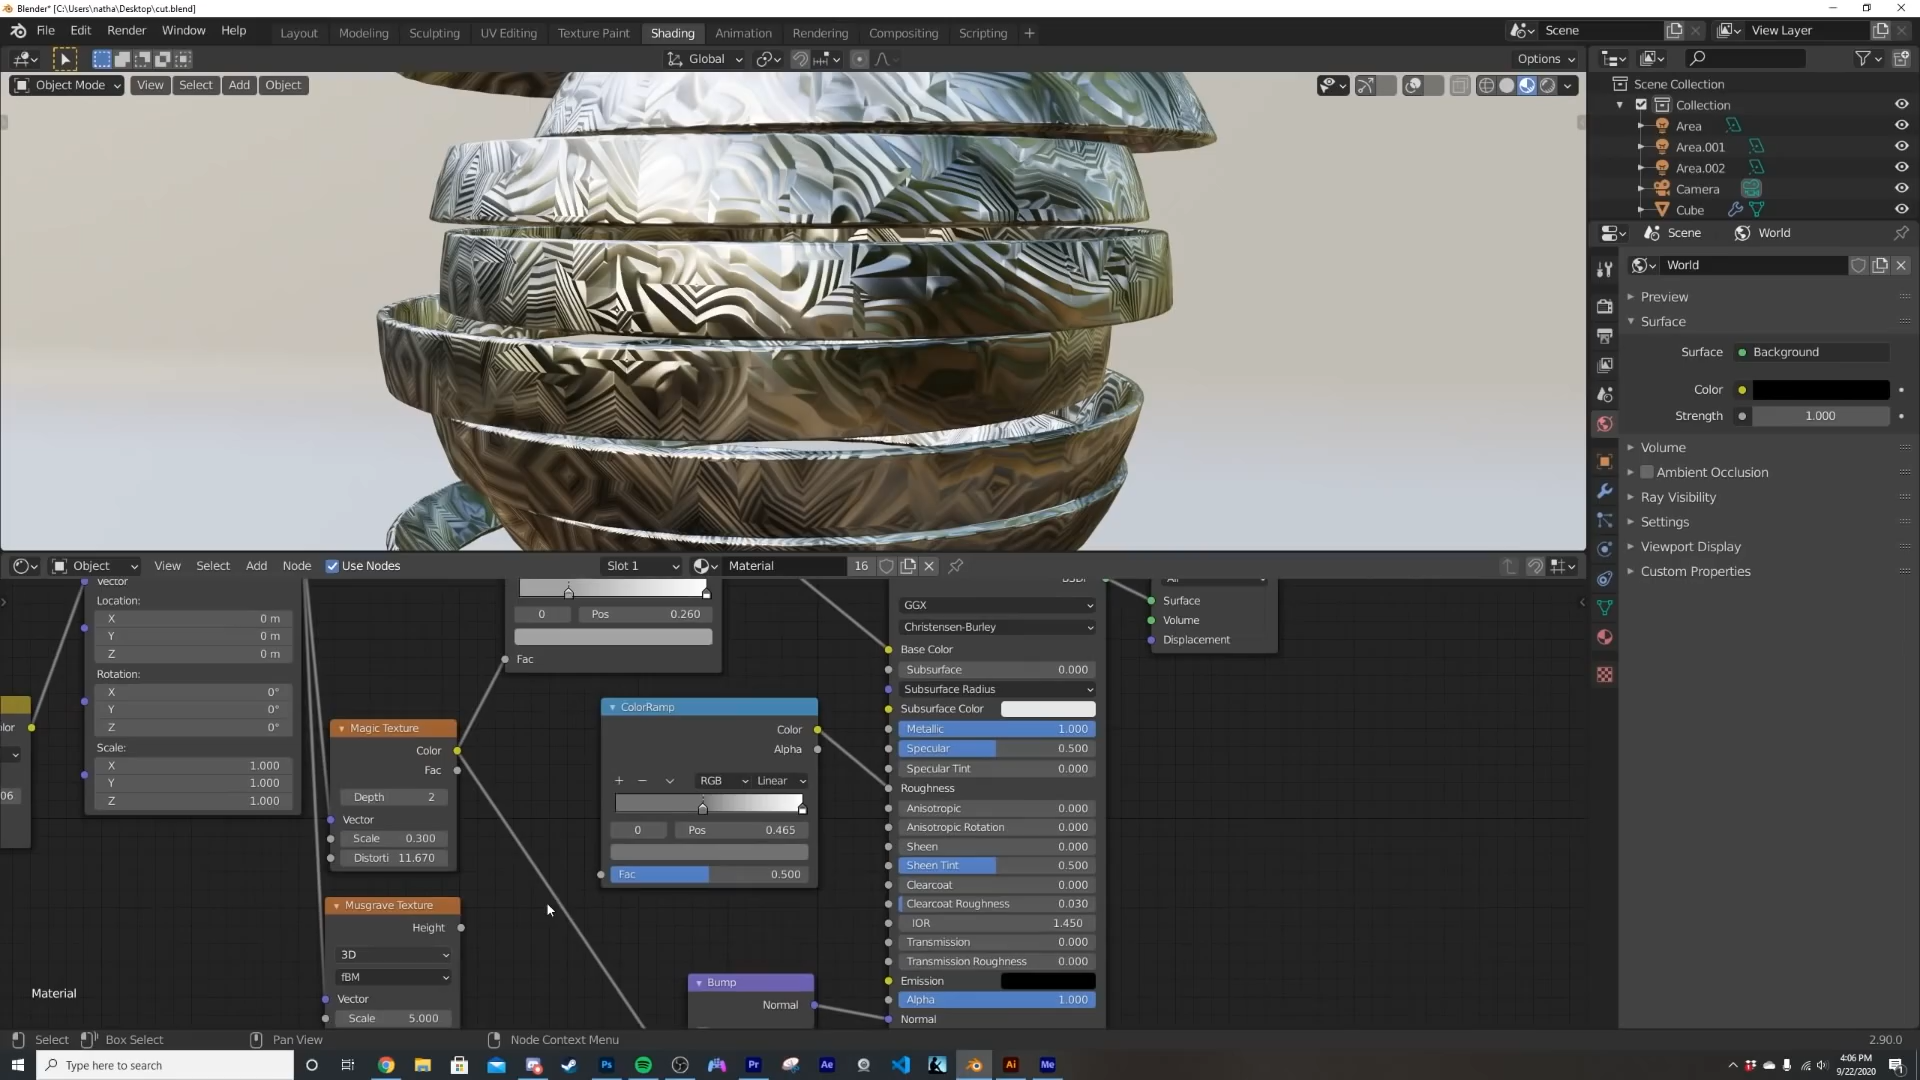 Blender* [C:\Users\natha\Desktop\cut.blend]
File Edit Render Window Help Layout Modeling Sculpting UV Editing Texture Paint Shading Animation Rendering Compositing Scripting + Scene View Layer
Global Options
Object Mode View Select Add Object
Scene Collection
Collection
Area
Area.001
Area.002
Camera
Cube
Scene World
World
Preview
Surface
Surface Background
Color
Strength 1.000
Volume
Ambient Occlusion
Ray Visibility
Settings
Viewport Display
Custom Properties
Object View Select Add Node Use Nodes Slot 1 Material 16
Vector
Location:
X 0 m
Y 0 m
Z 0 m
Rotation:
X 0°
Y 0°
Z 0°
Scale:
X 1.000
Y 1.000
Z 1.000
olor
06
Magic Texture
Color
Fac
Depth 2
Vector
Scale 0.300
Distorti 11.670
Musgrave Texture
Height
3D
fBM
Vector
Scale 5.000
0 Pos 0.260
Fac
ColorRamp
Color
Alpha
+ − RGB Linear
0 Pos 0.465
Fac 0.500
Bump
Normal
GGX
Christensen-Burley
Base Color
Subsurface 0.000
Subsurface Radius
Subsurface Color
Metallic 1.000
Specular 0.500
Specular Tint 0.000
Roughness
Anisotropic 0.000
Anisotropic Rotation 0.000
Sheen 0.000
Sheen Tint 0.500
Clearcoat 0.000
Clearcoat Roughness 0.030
IOR 1.450
Transmission 0.000
Transmission Roughness 0.000
Emission
Alpha 1.000
Normal
Surface
Volume
Displacement
Material
Select Box Select Pan View Node Context Menu 2.90.0
Type here to search
Ps Pr Ae Ai Me
4:06 PM
9/22/2020